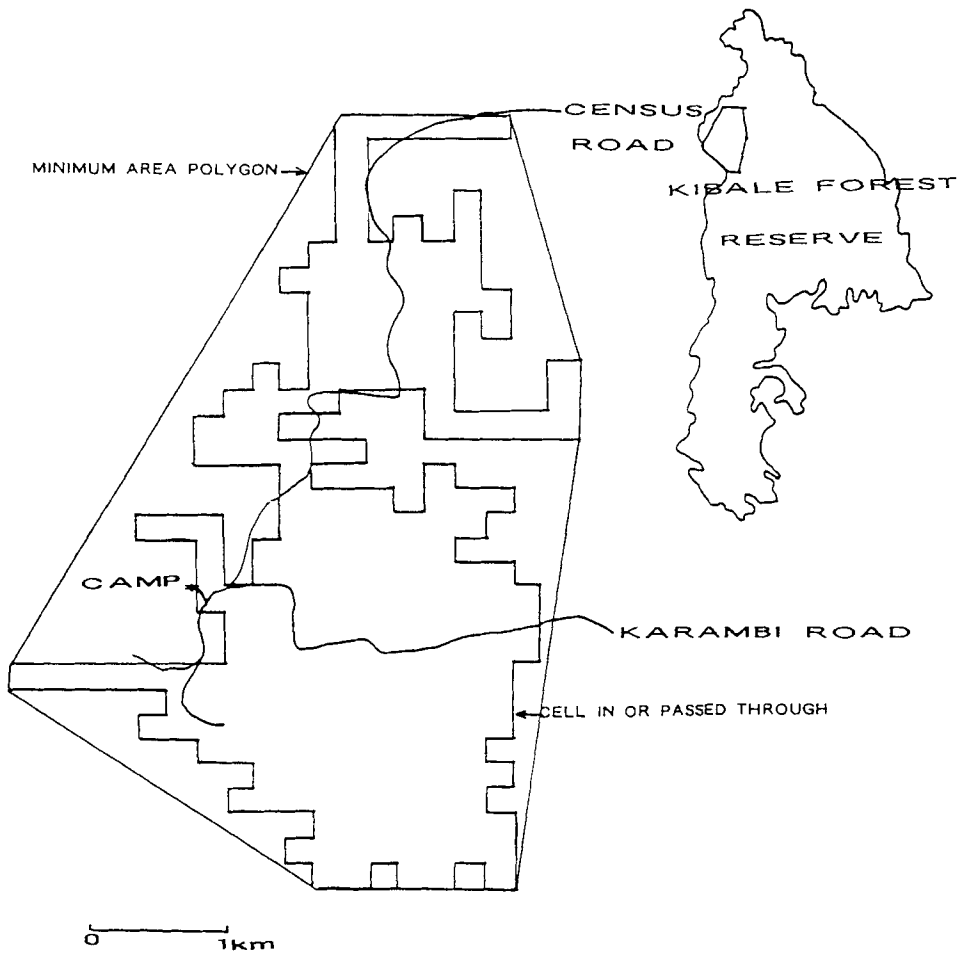 CENSUS
ROAD
MINIMUM AREA POLYGON
KIBALE FOREST
RESERVE
CAMP
KARAMBI ROAD
CELL IN OR PASSED THROUGH
0 1km